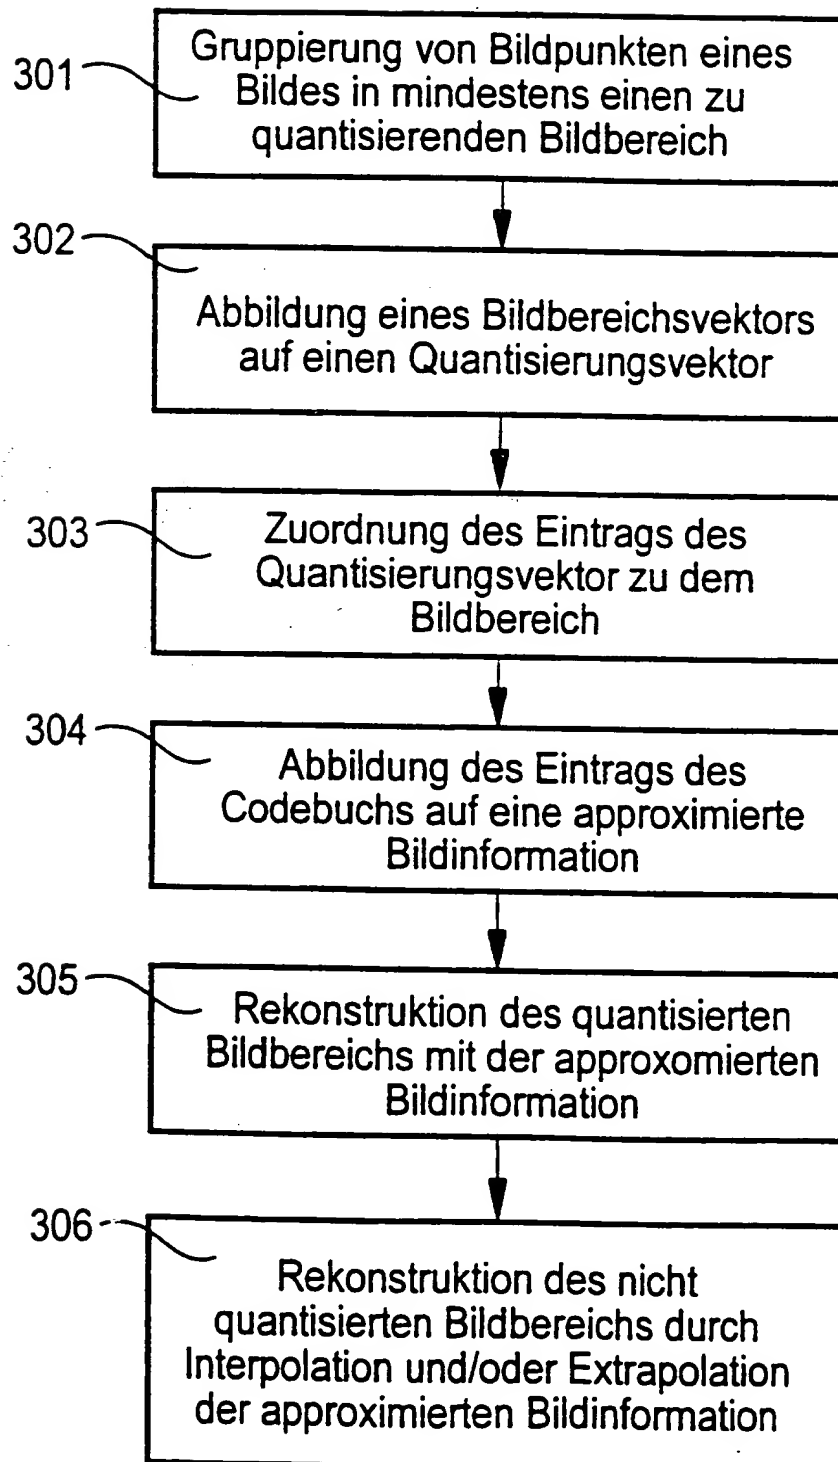 301
Gruppierung von Bildpunkten eines
Bildes in mindestens einen zu
quantisierenden Bildbereich
302
Abbildung eines Bildbereichsvektors
auf einen Quantisierungsvektor
303
Zuordnung des Eintrags des
Quantisierungsvektor zu dem
Bildbereich
304
Abbildung des Eintrags des
Codebuchs auf eine approximierte
Bildinformation
305
Rekonstruktion des quantisierten
Bildbereichs mit der approxomierten
Bildinformation
306
Rekonstruktion des nicht
quantisierten Bildbereichs durch
Interpolation und/oder Extrapolation
der approximierten Bildinformation